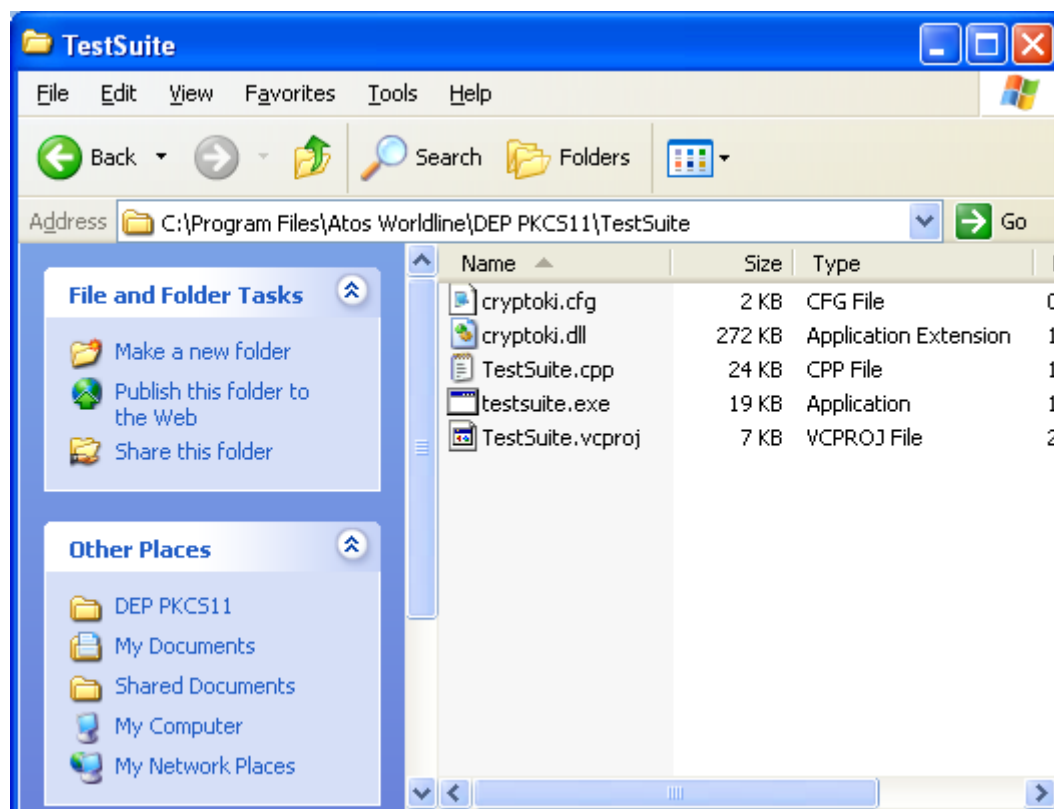 TestSuite
File Edit View Favorites Tools Help
Back Search Folders
Address C:\Program Files\Atos Worldline\DEP PKCS11\TestSuite Go
File and Folder Tasks
Make a new folder
Publish this folder to
the Web
Share this folder
Other Places
DEP PKCS11
My Documents
Shared Documents
My Computer
My Network Places
Name Size Type
cryptoki.cfg 2 KB CFG File
cryptoki.dll 272 KB Application Extension
TestSuite.cpp 24 KB CPP File
testsuite.exe 19 KB Application
TestSuite.vcproj 7 KB VCPROJ File